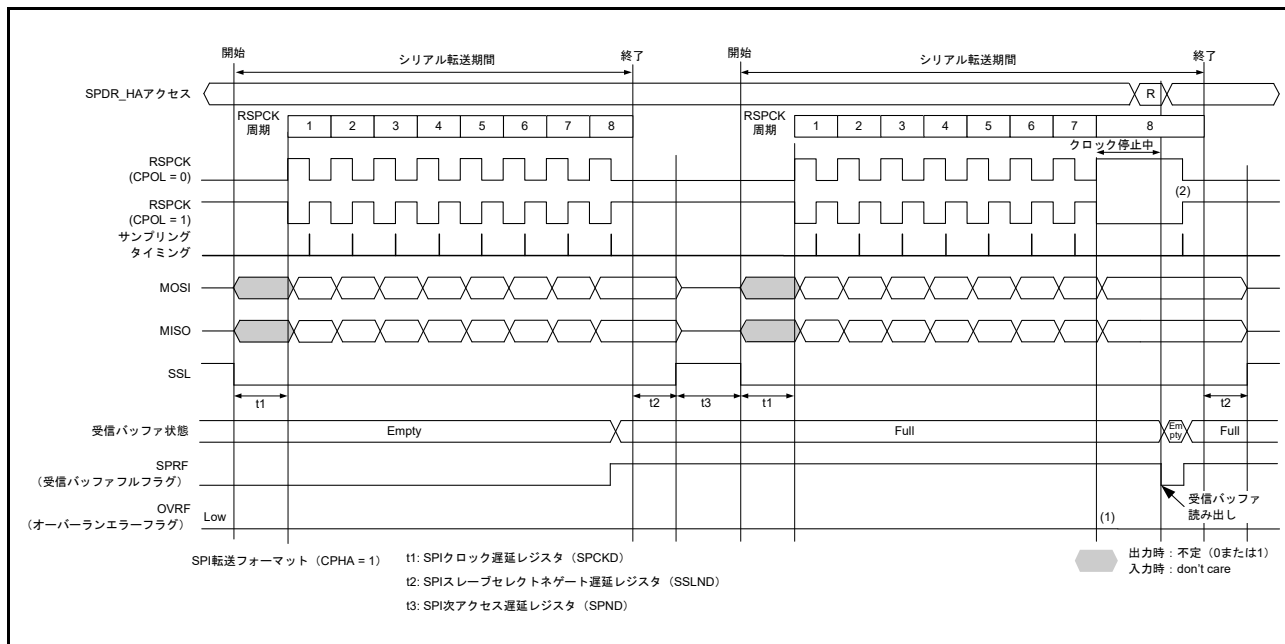 開始 シリアル転送期間 終了 開始 シリアル転送期間 終了
SPDR_HAアクセス R
RSPCK
周期 1 2 3 4 5 6 7 8 RSPCK
周期 1 2 3 4 5 6 7 8
クロック停止中
RSPCK
(CPOL = 0)
(2)
RSPCK
(CPOL = 1)
サンプリング
タイミング
MOSI
MISO
SSL
t1 t2 t3 t1 t2
受信バッファ状態 Empty Full Em
pty Full
SPRF
(受信バッファフルフラグ)
受信バッファ
読み出し
OVRF
(オーバーランエラーフラグ) Low (1)
SPI転送フォーマット(CPHA = 1)
t1: SPIクロック遅延レジスタ(SPCKD)
t2: SPIスレーブセレクトネゲート遅延レジスタ(SSLND)
t3: SPI次アクセス遅延レジスタ(SPND)
出力時:不定(0または1)
入力時:don't care